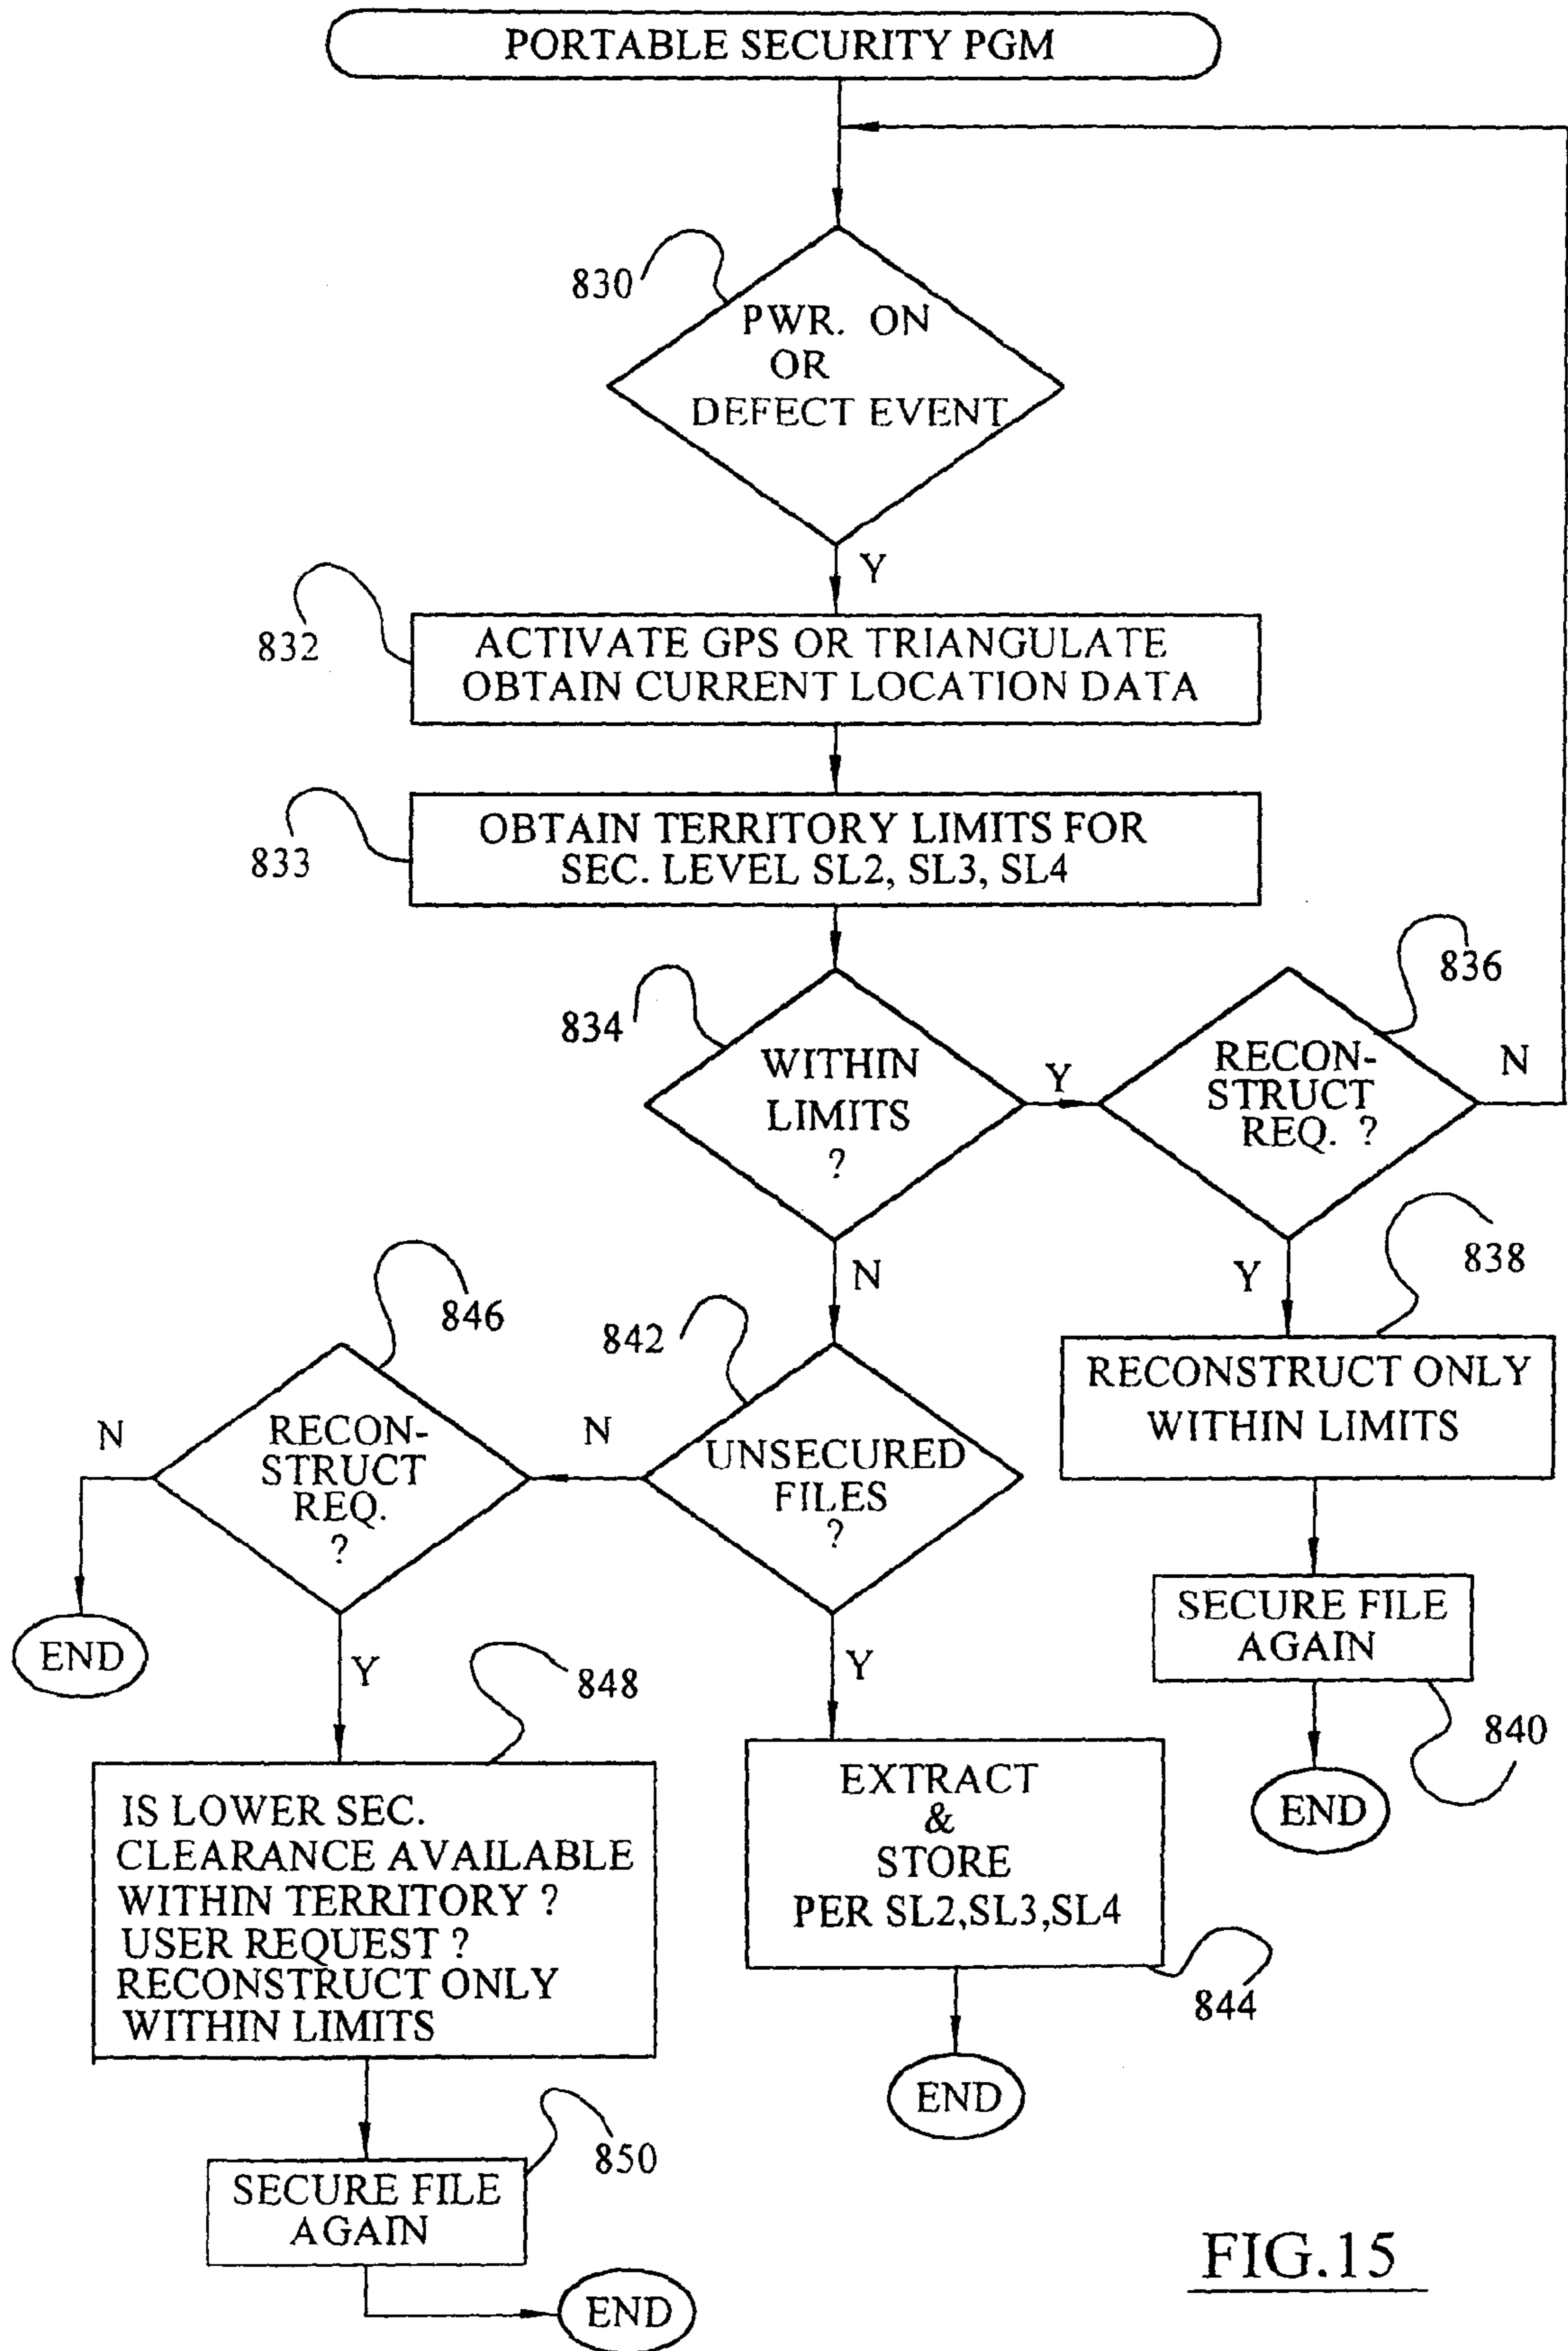 PORTABLE SECURITY PGM
830
PWR. ON
OR
DEFECT EVENT
Y
832
ACTIVATE GPS OR TRIANGULATE
OBTAIN CURRENT LOCATION DATA
833
OBTAIN TERRITORY LIMITS FOR
SEC. LEVEL SL2, SL3, SL4
834
WITHIN
LIMITS
?
Y
836
RECON-
STRUCT
REQ. ?
N
N
Y
838
RECONSTRUCT ONLY
WITHIN LIMITS
846
842
N
RECON-
STRUCT
REQ.
?
N
UNSECURED
FILES
?
SECURE FILE
AGAIN
END
Y
848
Y
840
END
IS LOWER SEC.
CLEARANCE AVAILABLE
WITHIN TERRITORY ?
USER REQUEST ?
RECONSTRUCT ONLY
WITHIN LIMITS
EXTRACT
&
STORE
PER SL2,SL3,SL4
844
END
850
SECURE FILE
AGAIN
END
FIG.15